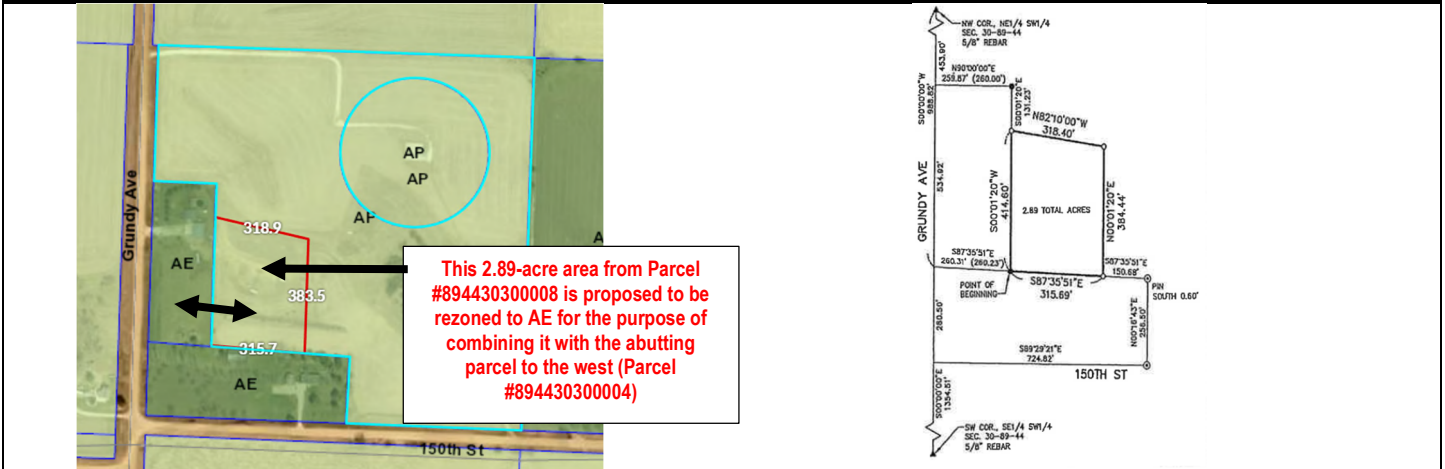 Grundy Ave
AP
AP
AP
A
AE
AE
318.9
383.5
315.7
150th St
This 2.89-acre area from Parcel
#894430300008 is proposed to be
rezoned to AE for the purpose of
combining it with the abutting
parcel to the west (Parcel
#894430300004)
NW COR., NE1/4 SW1/4
SEC. 30-89-44
5/8" REBAR
453.90'
N90°00'00"E
259.87' (260.00')
S00°00'00"W
988.82'
S00°01'20"E
131.23'
N82°10'00"W
318.40'
GRUNDY AVE
534.92'
S00°01'20"W
414.60'
2.89 TOTAL ACRES
N00°01'20"E
384.44'
S87°35'51"E
260.31' (260.23')
S87°35'51"E
150.68'
POINT OF
BEGINNING
S87°35'51"E
315.69'
PIN
SOUTH 0.60'
260.50'
N00°16'43"E
256.50'
S89°29'21"E
724.82'
150TH ST
S00°00'00"E
1354.51'
SW COR., SE1/4 SW1/4
SEC. 30-89-44
5/8" REBAR